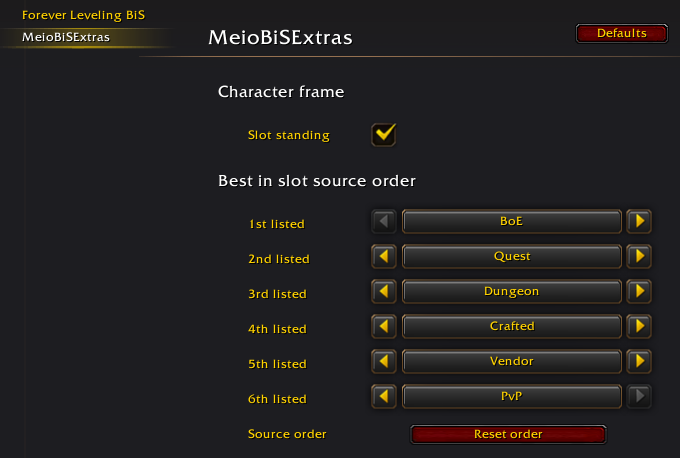 Forever Leveling BiS
MeioBiSExtras
MeioBiSExtras
Defaults
Character frame
Slot standing
Best in slot source order
1st listed
BoE
2nd listed
Quest
3rd listed
Dungeon
4th listed
Crafted
5th listed
Vendor
6th listed
PvP
Source order
Reset order